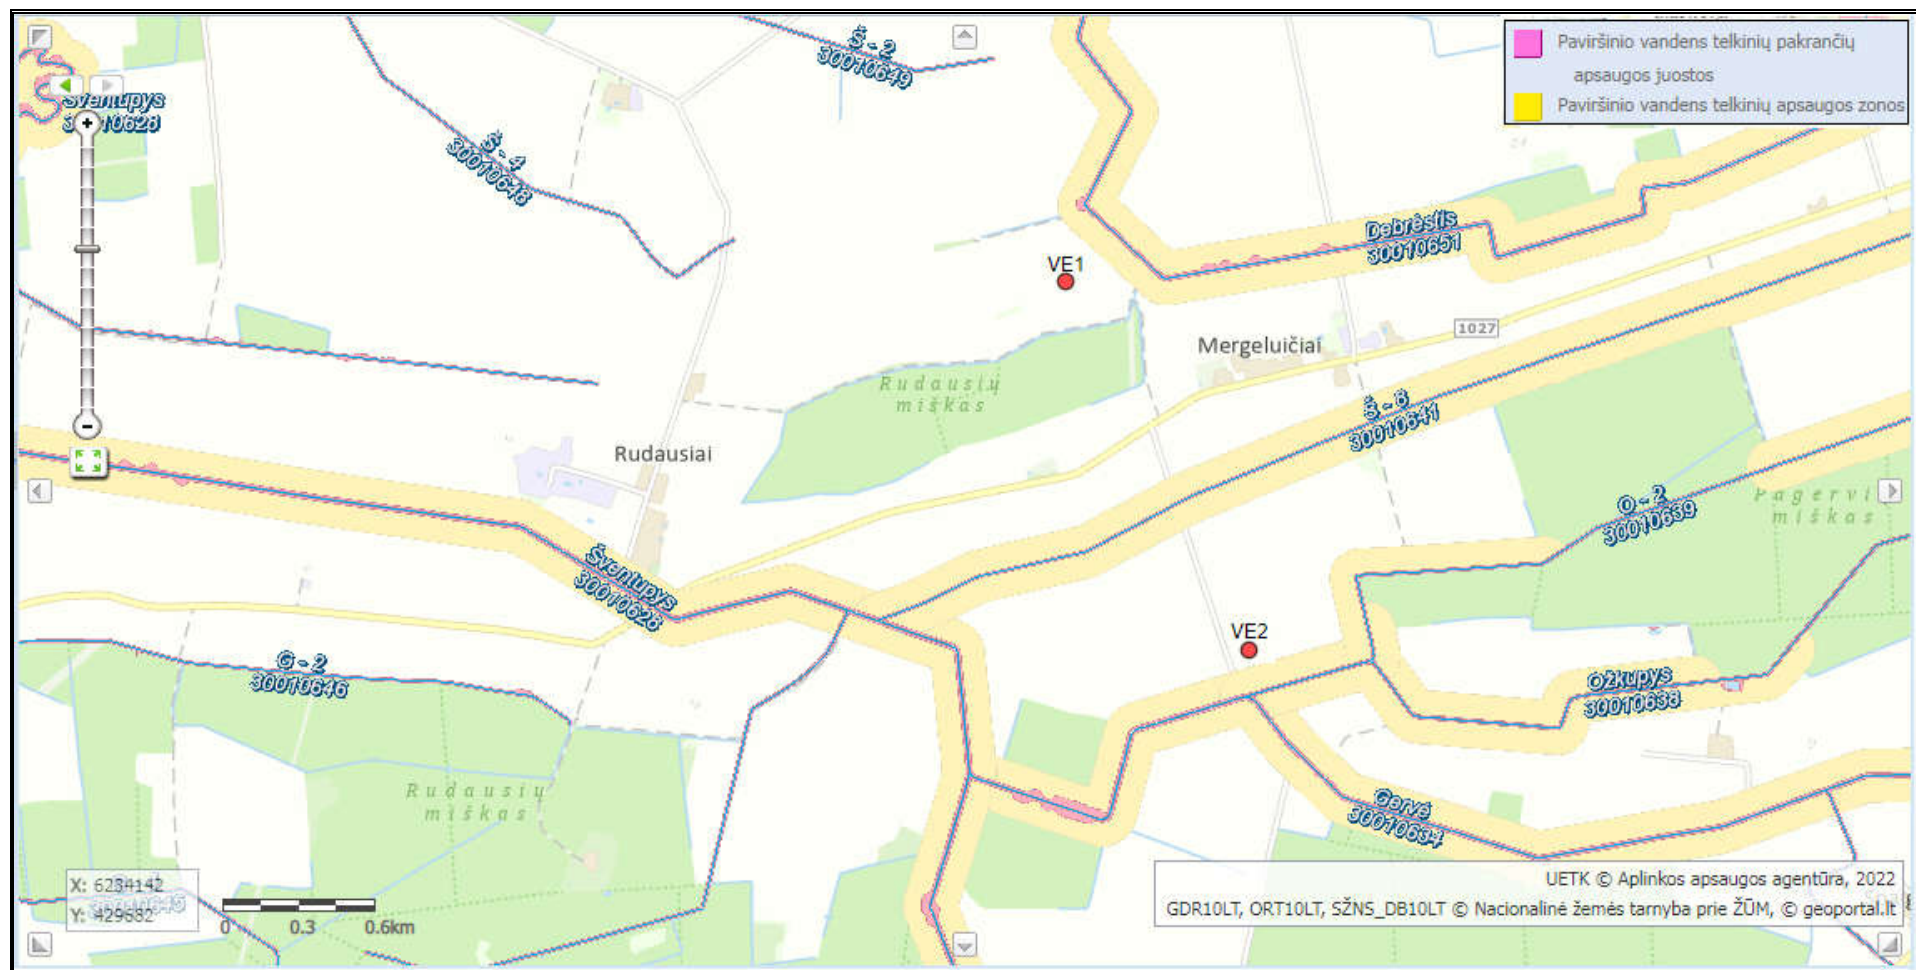 Paviršinio vandens telkinių pakrančių
apsaugos juostos
Paviršinio vandens telkinių apsaugos zonos
Š - 2
30010649
Šventupys
30010628
Š - 4
30010648
Debrėstis
30010651
VE1
1027
Mergeluičiai
Rudausių
miškas
Š - 8
30010641
Rudausiai
O - 2
30010639
Pagervi
miškas
Šventupys
30010628
VE2
G - 2
30010646
Ožkupys
30010638
Rudausių
miškas
Gervė
30010634
X: 6234142
Y: 429682
0 0.3 0.6km
UETK © Aplinkos apsaugos agentūra, 2022
GDR10LT, ORT10LT, SŽNS_DB10LT © Nacionalinė žemės tarnyba prie ŽŪM, © geoportal.lt